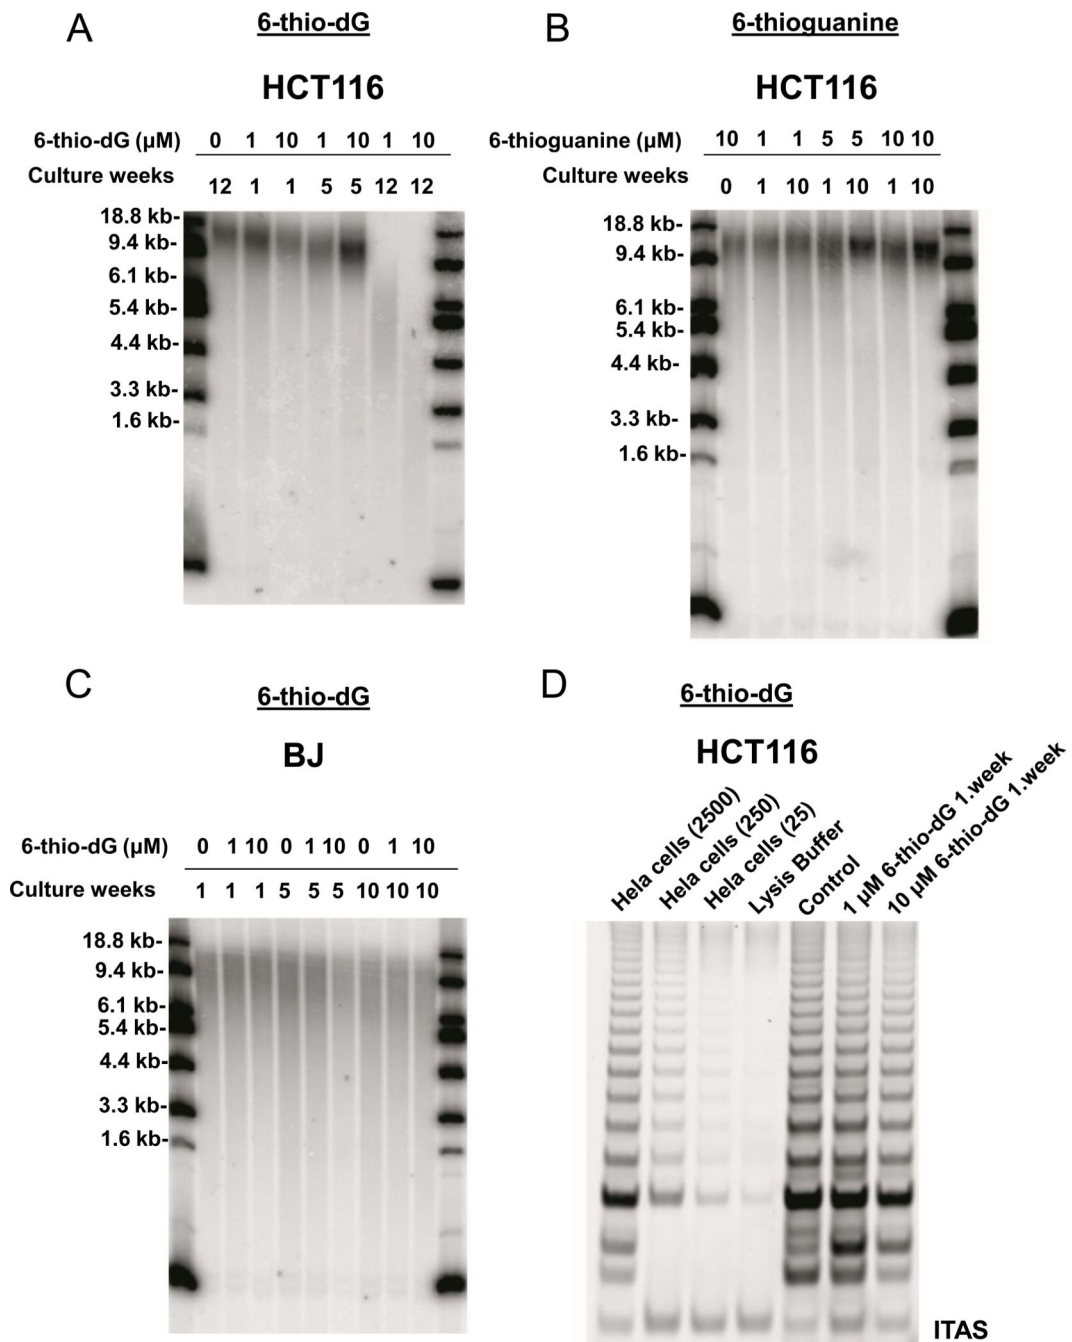 A
6-thio-dG
HCT116
6-thio-dG (µM) 0 1 10 1 10 1 10
Culture weeks 12 1 1 5 5 12 12
18.8 kb-
9.4 kb-
6.1 kb-
5.4 kb-
4.4 kb-
3.3 kb-
1.6 kb-
B
6-thioguanine
HCT116
6-thioguanine (µM) 10 1 1 5 5 10 10
Culture weeks 0 1 10 1 10 1 10
18.8 kb-
9.4 kb-
6.1 kb-
5.4 kb-
4.4 kb-
3.3 kb-
1.6 kb-
C
6-thio-dG
BJ
6-thio-dG (µM) 0 1 10 0 1 10 0 1 10
Culture weeks 1 1 1 5 5 5 10 10 10
18.8 kb-
9.4 kb-
6.1 kb-
5.4 kb-
4.4 kb-
3.3 kb-
1.6 kb-
D
6-thio-dG
HCT116
Hela cells (2500)
Hela cells (250)
Hela cells (25)
Lysis Buffer
Control
1 µM 6-thio-dG 1.week
10 µM 6-thio-dG 1.week
ITAS